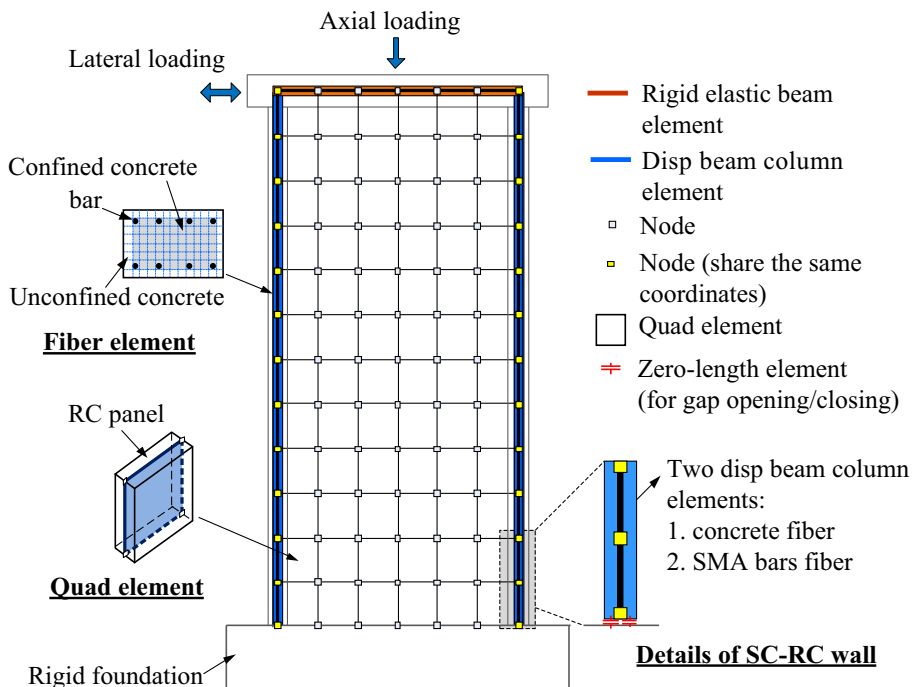 Axial loading
Lateral loading
Confined concrete
bar
Unconfined concrete
Fiber element
RC panel
Quad element
Rigid foundation
Rigid elastic beam
element
Disp beam column
element
Node
Node (share the same
coordinates)
Quad element
Zero-length element
(for gap opening/closing)
Two disp beam column
elements:
1. concrete fiber
2. SMA bars fiber
Details of SC-RC wall